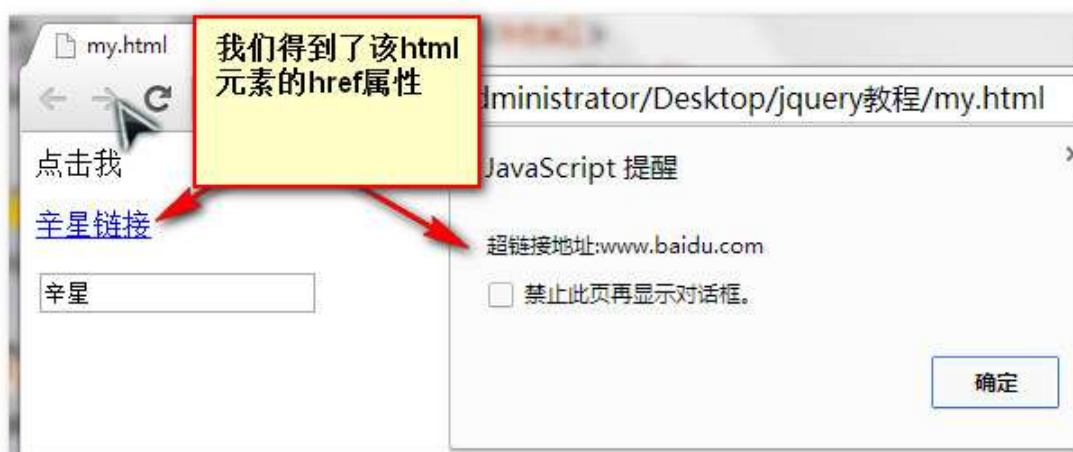 my.html
我们得到了该html
元素的href属性
dministrator/Desktop/jquery教程/my.html
点击我
辛星链接
辛星
JavaScript 提醒
超链接地址:www.baidu.com
禁止此页再显示对话框。
确定